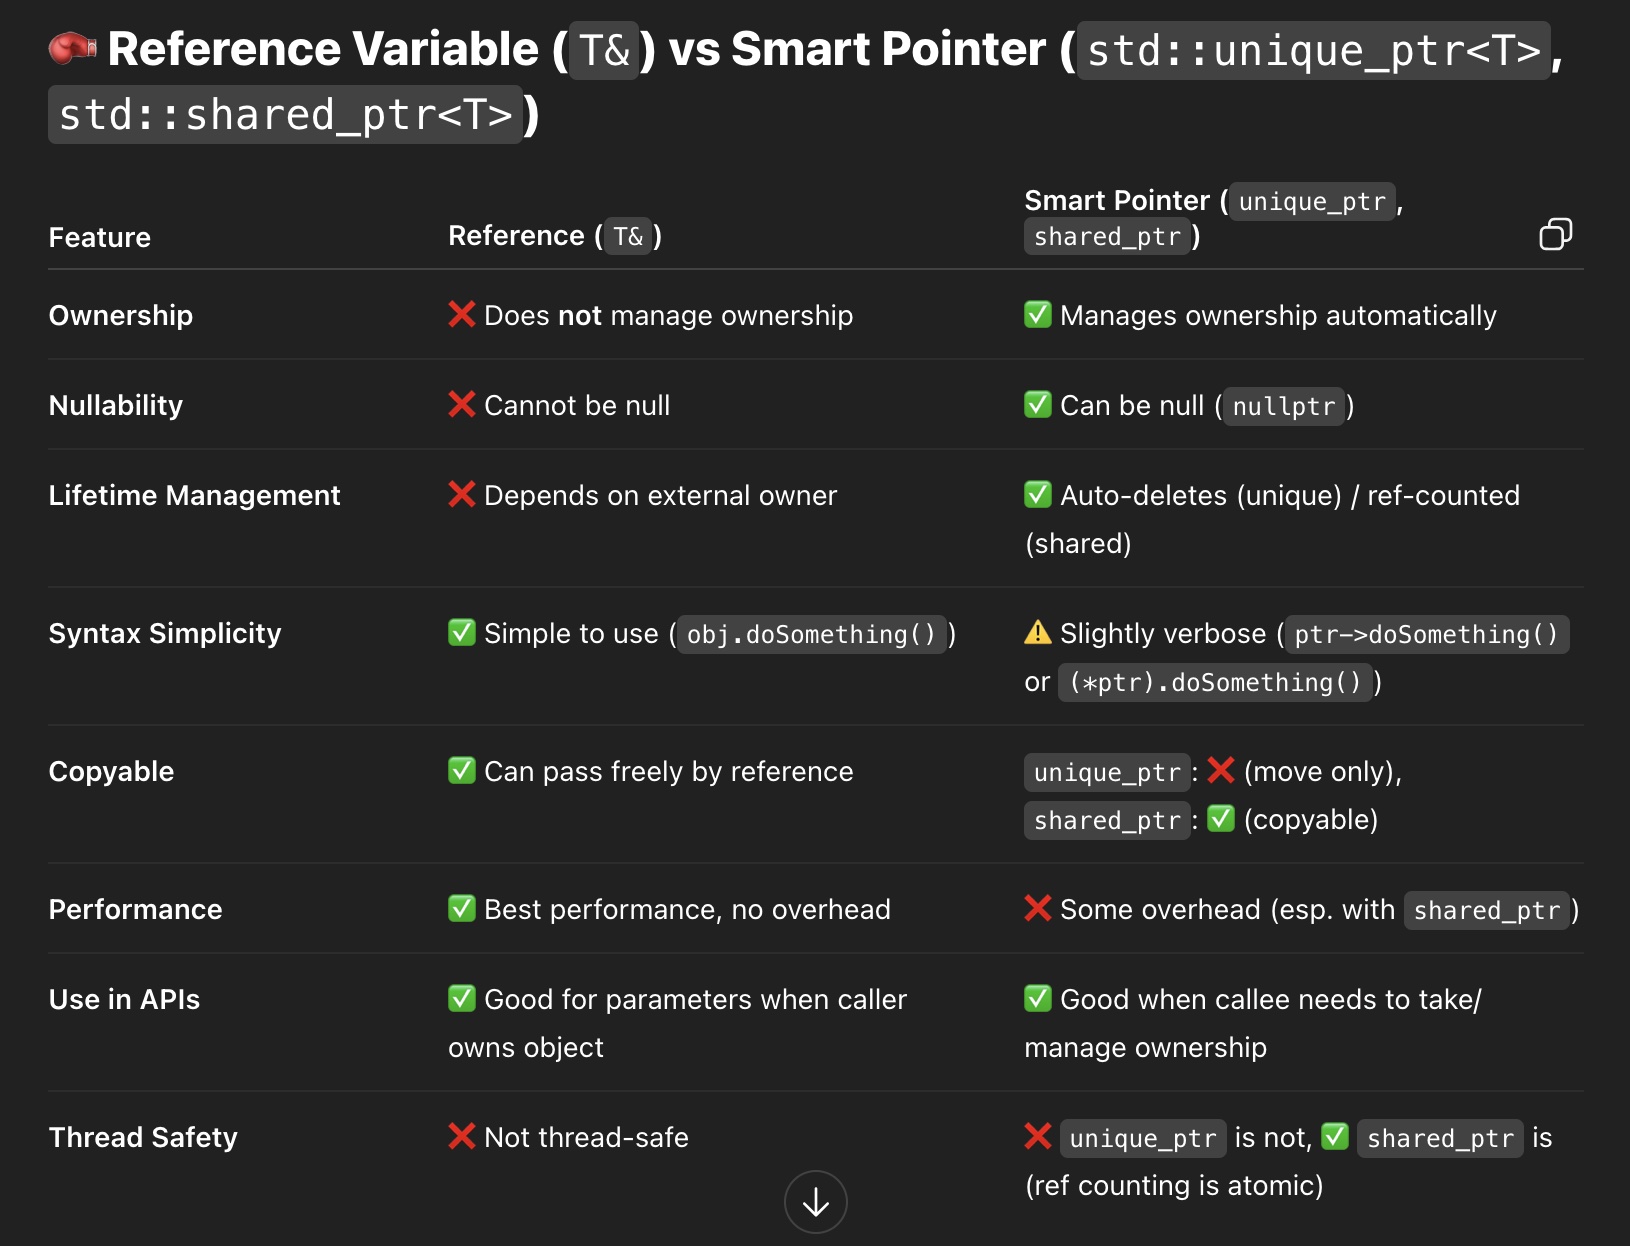 🥊 Reference Variable (T&) vs Smart Pointer (std::unique_ptr<T>,
std::shared_ptr<T>)
Feature
Reference (T&)
Smart Pointer (unique_ptr,
shared_ptr)
Ownership
❌ Does not manage ownership
✅ Manages ownership automatically
Nullability
❌ Cannot be null
✅ Can be null (nullptr)
Lifetime Management
❌ Depends on external owner
✅ Auto-deletes (unique) / ref-counted
(shared)
Syntax Simplicity
✅ Simple to use (obj.doSomething())
⚠️ Slightly verbose (ptr->doSomething()
or (*ptr).doSomething())
Copyable
✅ Can pass freely by reference
unique_ptr: ❌ (move only),
shared_ptr: ✅ (copyable)
Performance
✅ Best performance, no overhead
❌ Some overhead (esp. with shared_ptr)
Use in APIs
✅ Good for parameters when caller
owns object
✅ Good when callee needs to take/
manage ownership
Thread Safety
❌ Not thread-safe
❌ unique_ptr is not, ✅ shared_ptr is
(ref counting is atomic)